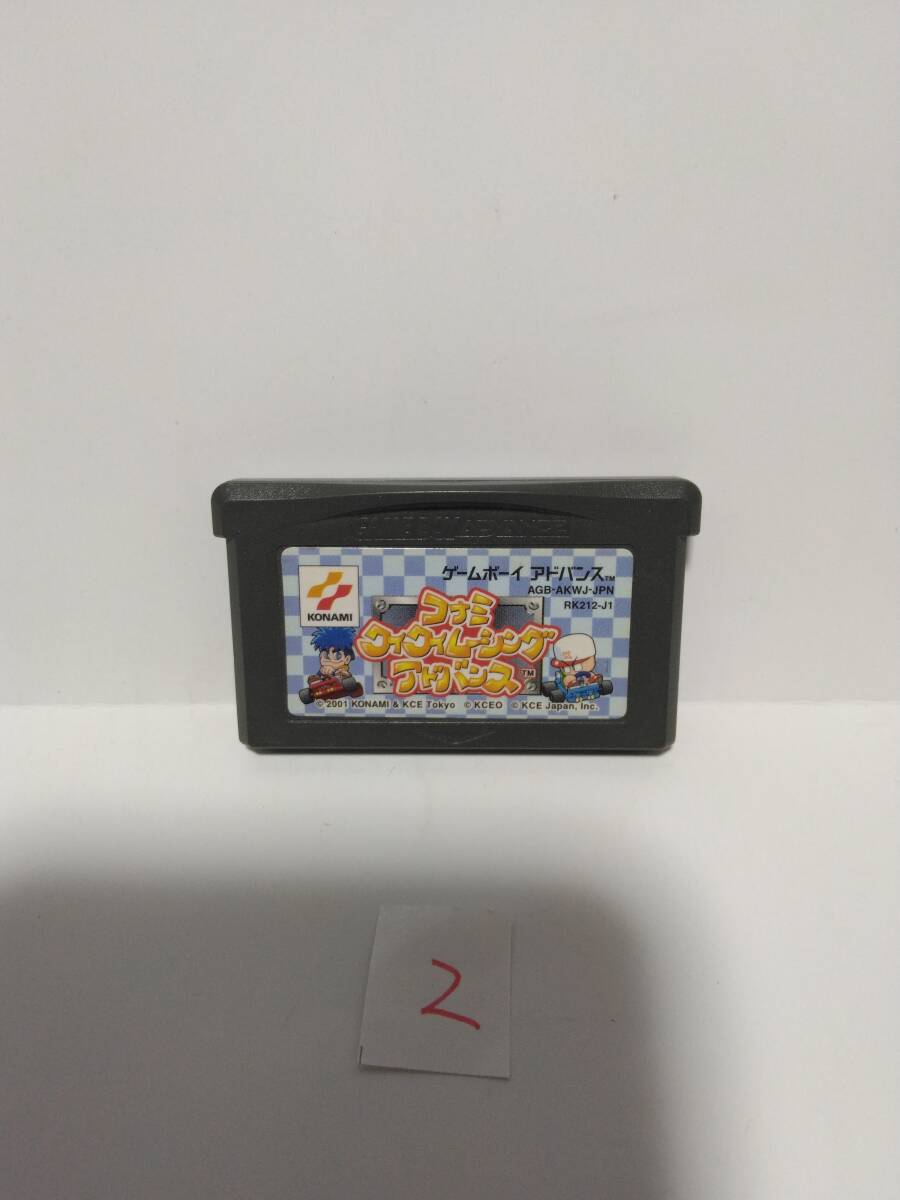 GAME BOY ADVANCE
ゲームボーイ アドバンス™
AGB-AKWJ-JPN
RK212-J1
KONAMI
コナミ
ワイワイレーシング
アドバンス™
© 2001 KONAMI & KCE Tokyo © KCEO © KCE Japan, Inc.
2